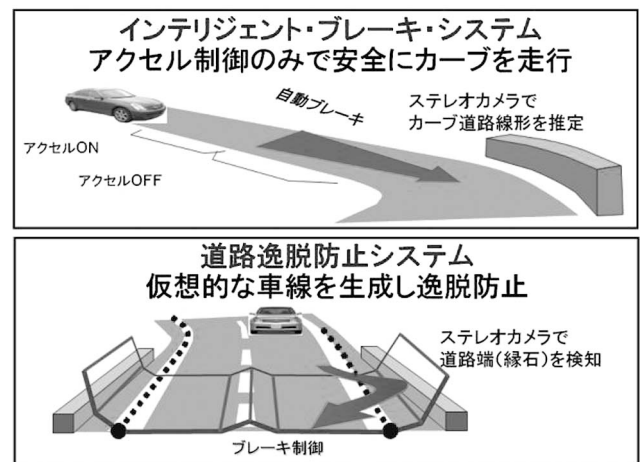 インテリジェント・ブレーキ・システム
アクセル制御のみで安全にカーブを走行
自動ブレーキ
ステレオカメラで
カーブ道路線形を推定
アクセルON
アクセルOFF
道路逸脱防止システム
仮想的な車線を生成し逸脱防止
ステレオカメラで
道路端(縁石)を検知
ブレーキ制御